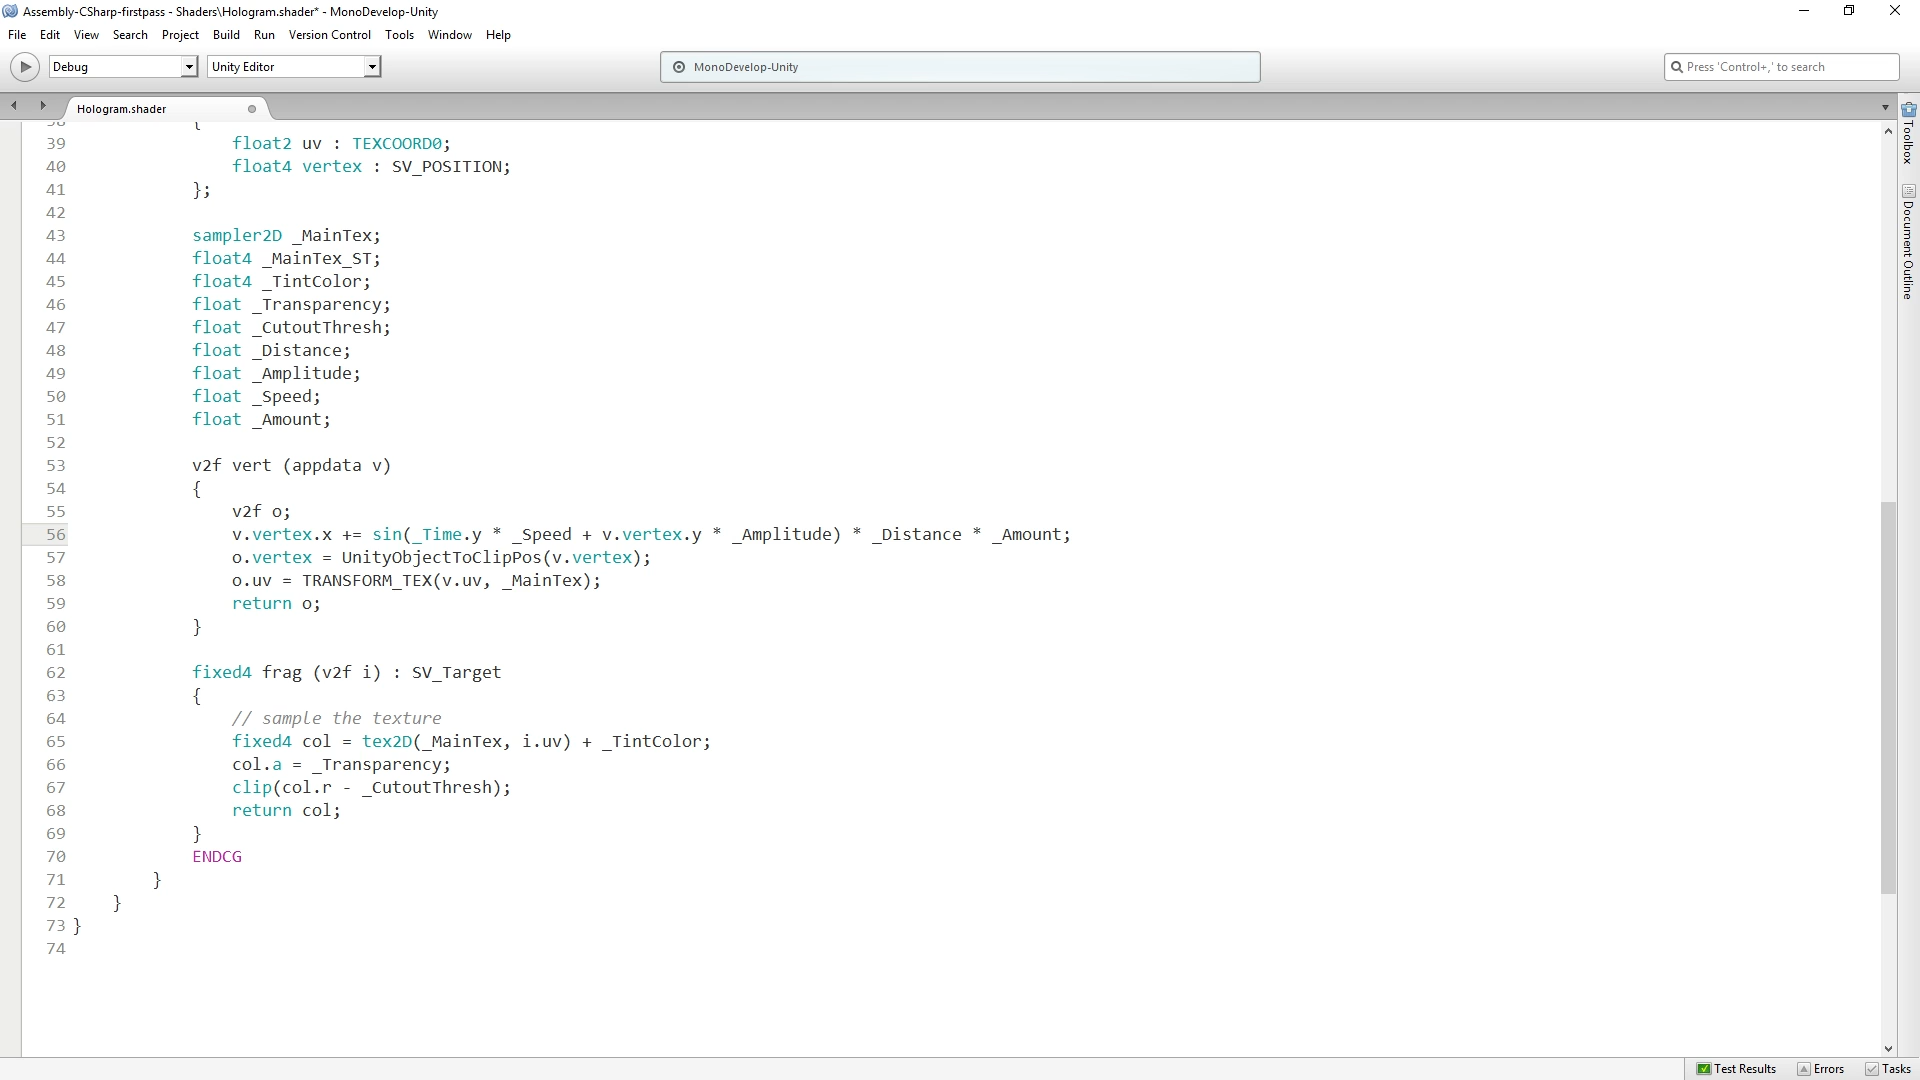 Assembly-CSharp-firstpass - Shaders\Hologram.shader* - MonoDevelop-Unity
File Edit View Search Project Build Run Version Control Tools Window Help
Debug Unity Editor MonoDevelop-Unity Press 'Control+,' to search
Hologram.shader
Toolbox
Document Outline
38 {
39 float2 uv : TEXCOORD0;
40 float4 vertex : SV_POSITION;
41 };
42
43 sampler2D _MainTex;
44 float4 _MainTex_ST;
45 float4 _TintColor;
46 float _Transparency;
47 float _CutoutThresh;
48 float _Distance;
49 float _Amplitude;
50 float _Speed;
51 float _Amount;
52
53 v2f vert (appdata v)
54 {
55 v2f o;
56 v.vertex.x += sin(_Time.y * _Speed + v.vertex.y * _Amplitude) * _Distance * _Amount;
57 o.vertex = UnityObjectToClipPos(v.vertex);
58 o.uv = TRANSFORM_TEX(v.uv, _MainTex);
59 return o;
60 }
61
62 fixed4 frag (v2f i) : SV_Target
63 {
64 // sample the texture
65 fixed4 col = tex2D(_MainTex, i.uv) + _TintColor;
66 col.a = _Transparency;
67 clip(col.r - _CutoutThresh);
68 return col;
69 }
70 ENDCG
71 }
72 }
73 }
74
Test Results Errors Tasks